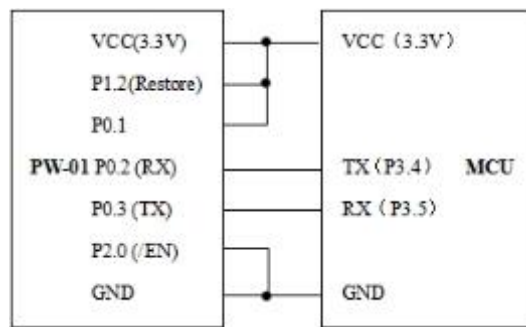 VCC(3.3V) VCC（3.3V）
P1.2(Restore)
P0.1
PW-01 P0.2 (RX) TX（P3.4） MCU
P0.3 (TX) RX（P3.5）
P2.0 (/EN)
GND GND